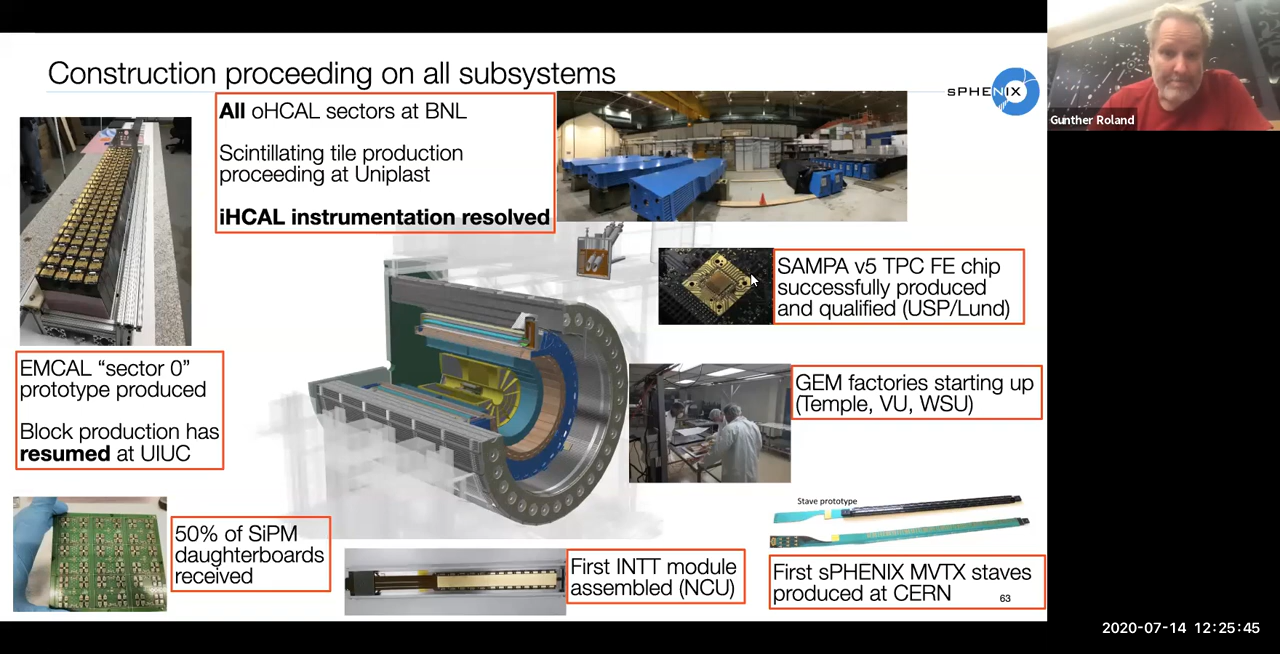 Construction proceeding on all subsystems
sPHENIX
Gunther Roland
All oHCAL sectors at BNL
Scintillating tile production
proceeding at Uniplast
iHCAL instrumentation resolved
SAMPA v5 TPC FE chip
successfully produced
and qualified (USP/Lund)
EMCAL “sector 0”
prototype produced
Block production has
resumed at UIUC
GEM factories starting up
(Temple, VU, WSU)
50% of SiPM
daughterboards
received
First INTT module
assembled (NCU)
Stave prototype
First sPHENIX MVTX staves
produced at CERN
63
2020-07-14 12:25:45